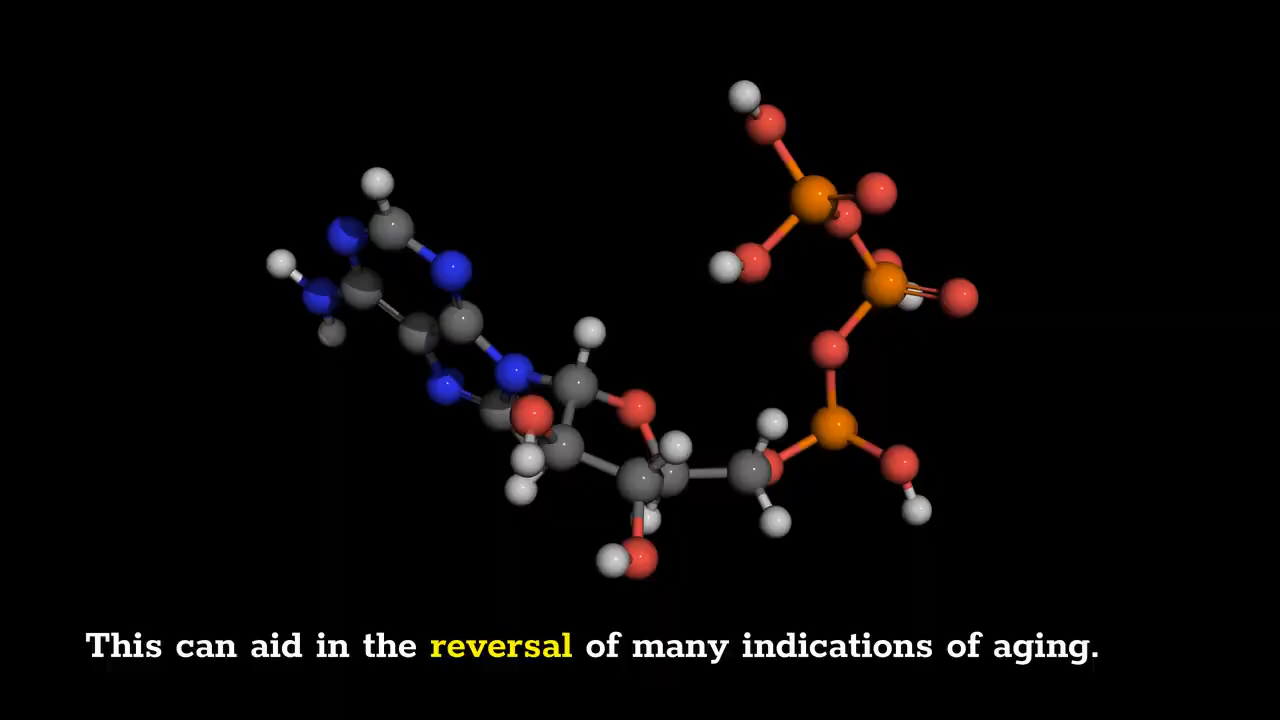 This can aid in the reversal of many indications of aging.